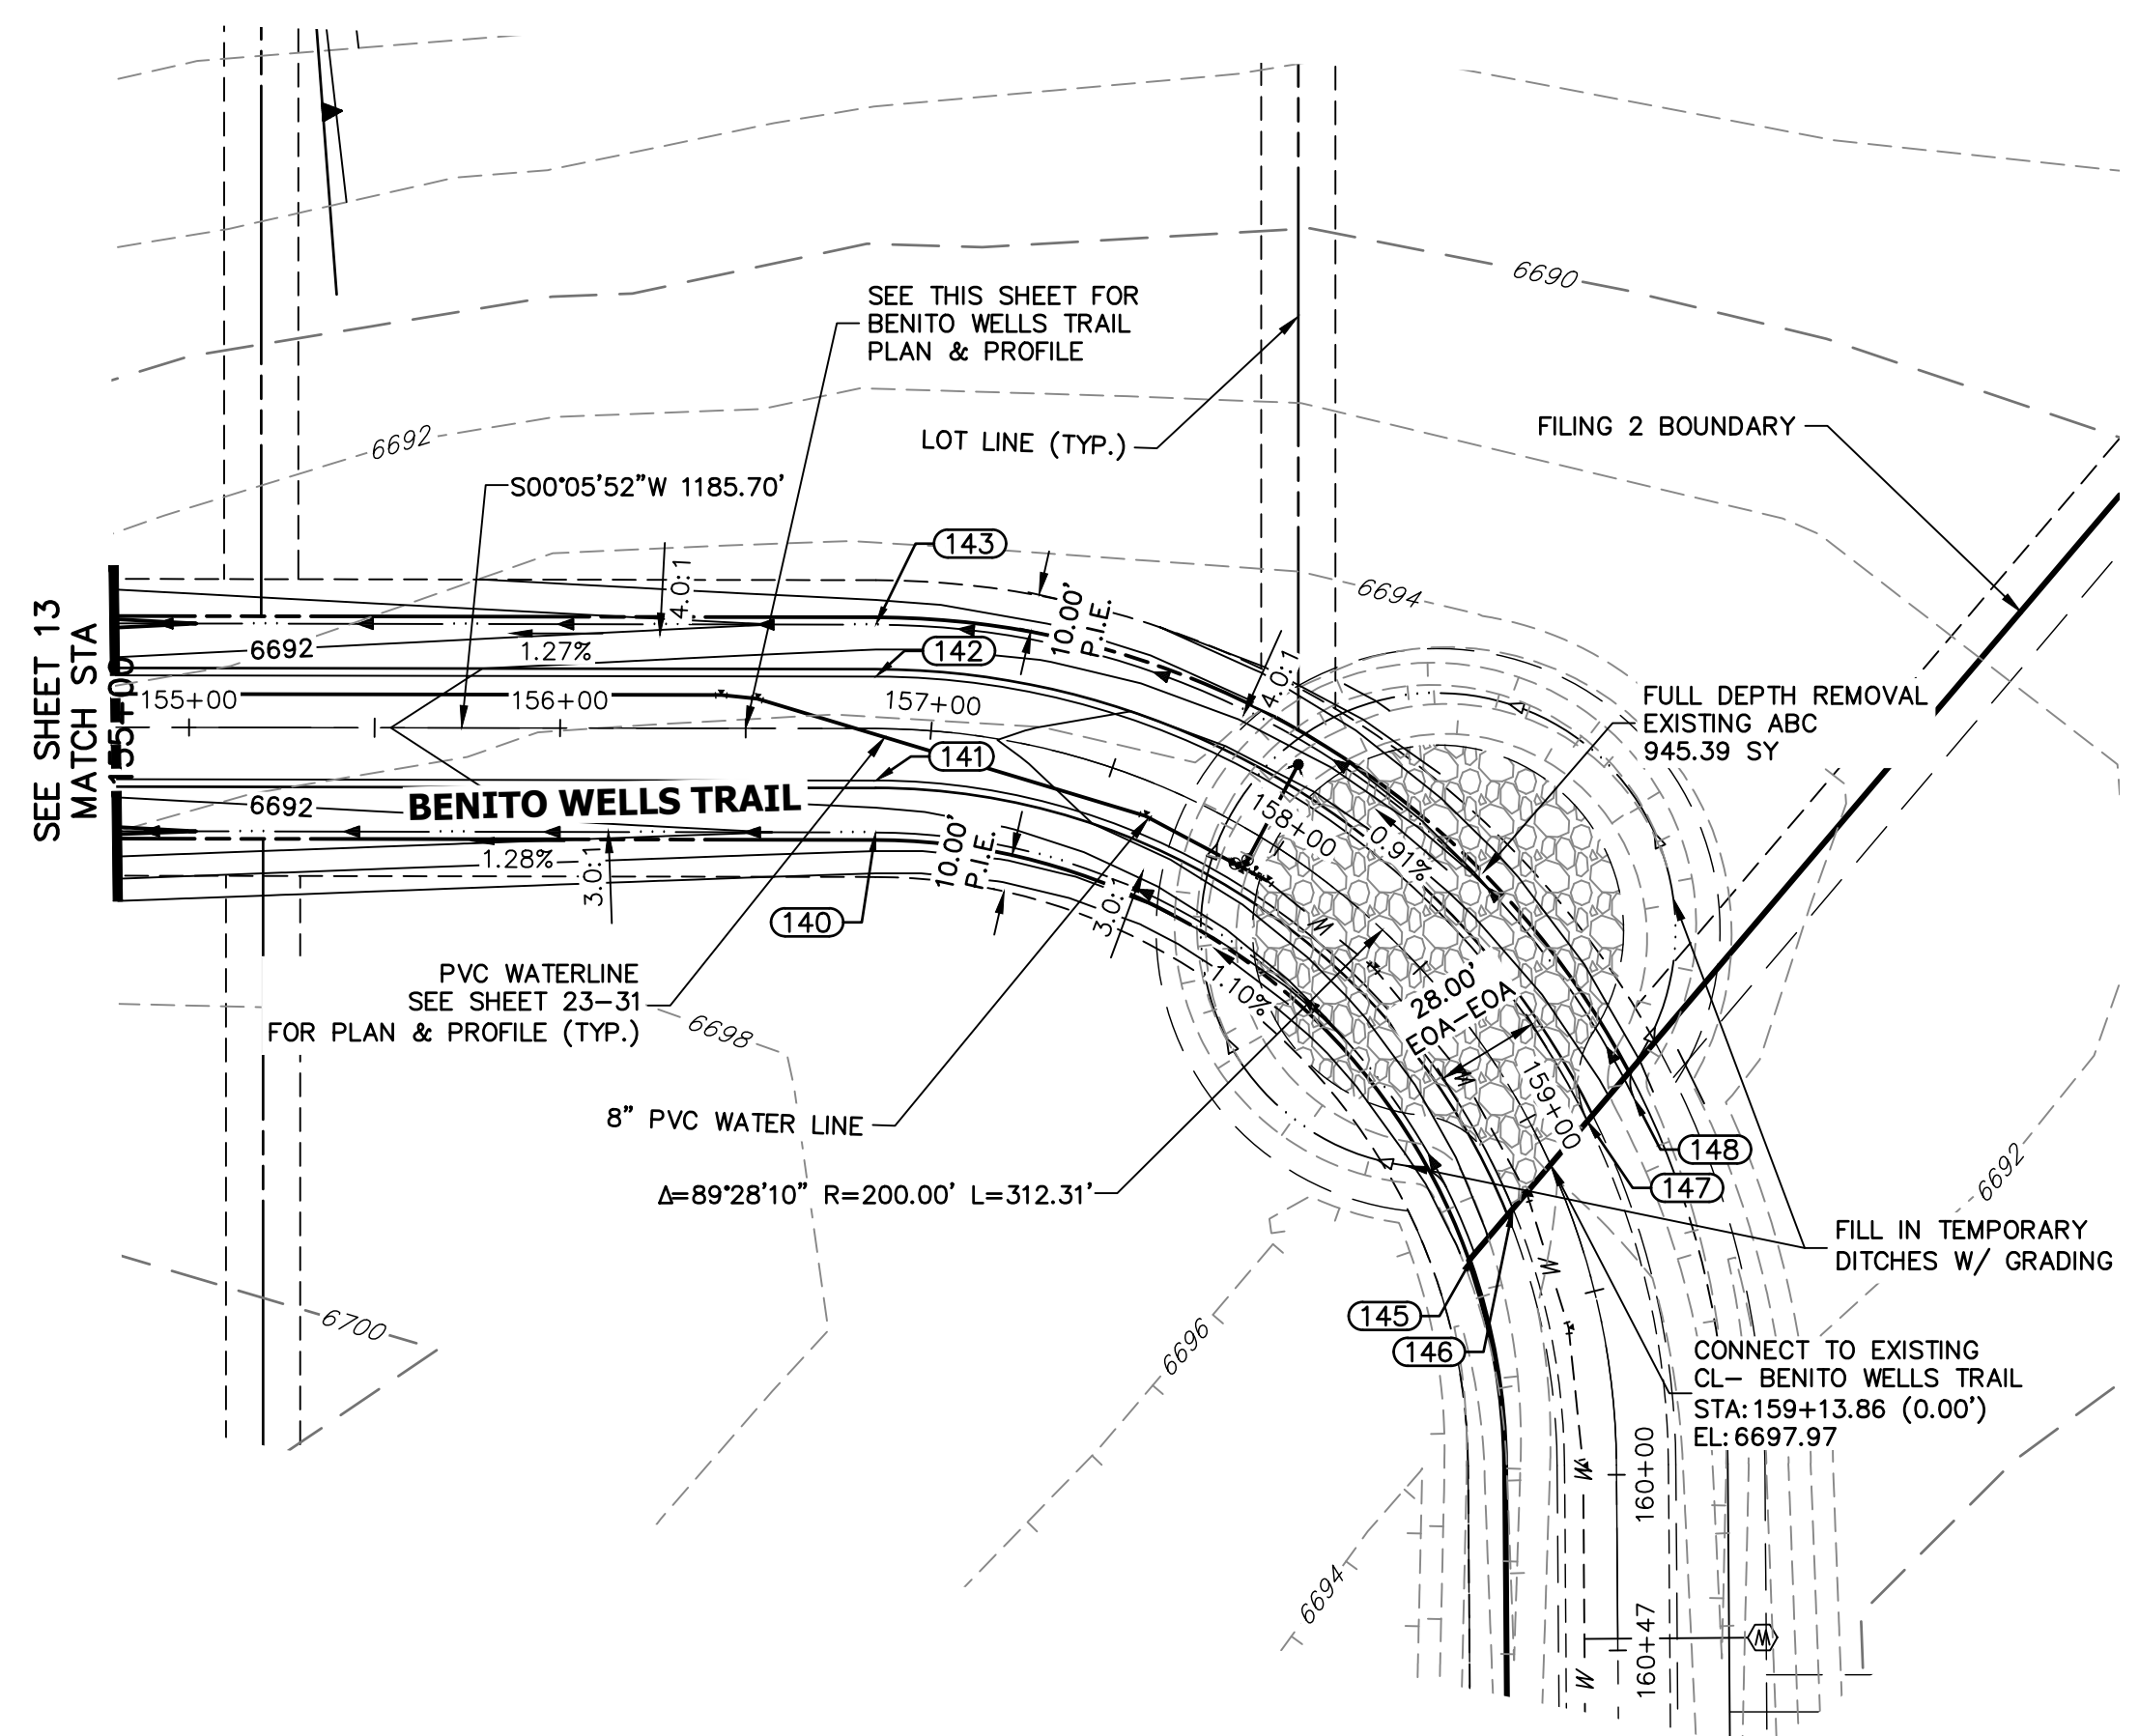 6690
SEE THIS SHEET FOR
BENITO WELLS TRAIL
PLAN & PROFILE
6692
LOT LINE (TYP.)
FILING 2 BOUNDARY
S00°05'52"W 1185.70'
143
4.0:1
10.00'
P.I.E.
6694
SEE SHEET 13
MATCH STA
155+00
6692
1.27%
142
4.0:1
155+00
156+00
157+00
FULL DEPTH REMOVAL
EXISTING ABC
945.39 SY
141
6692
BENITO WELLS TRAIL
158+00
0.91%
1.28%
3.0:1
10.00'
P.I.E.
3.0:1
140
W
PVC WATERLINE
SEE SHEET 23-31
FOR PLAN & PROFILE (TYP.)
6698
1.10%
28.00'
EOA-EOA
W
159+00
8" PVC WATER LINE
148
147
6692
Δ=89°28'10" R=200.00' L=312.31'
FILL IN TEMPORARY
DITCHES W/ GRADING
W
145
146
6700
6696
CONNECT TO EXISTING
CL- BENITO WELLS TRAIL
STA:159+13.86 (0.00')
EL:6697.97
W
160+00
6694
160+47
W
M